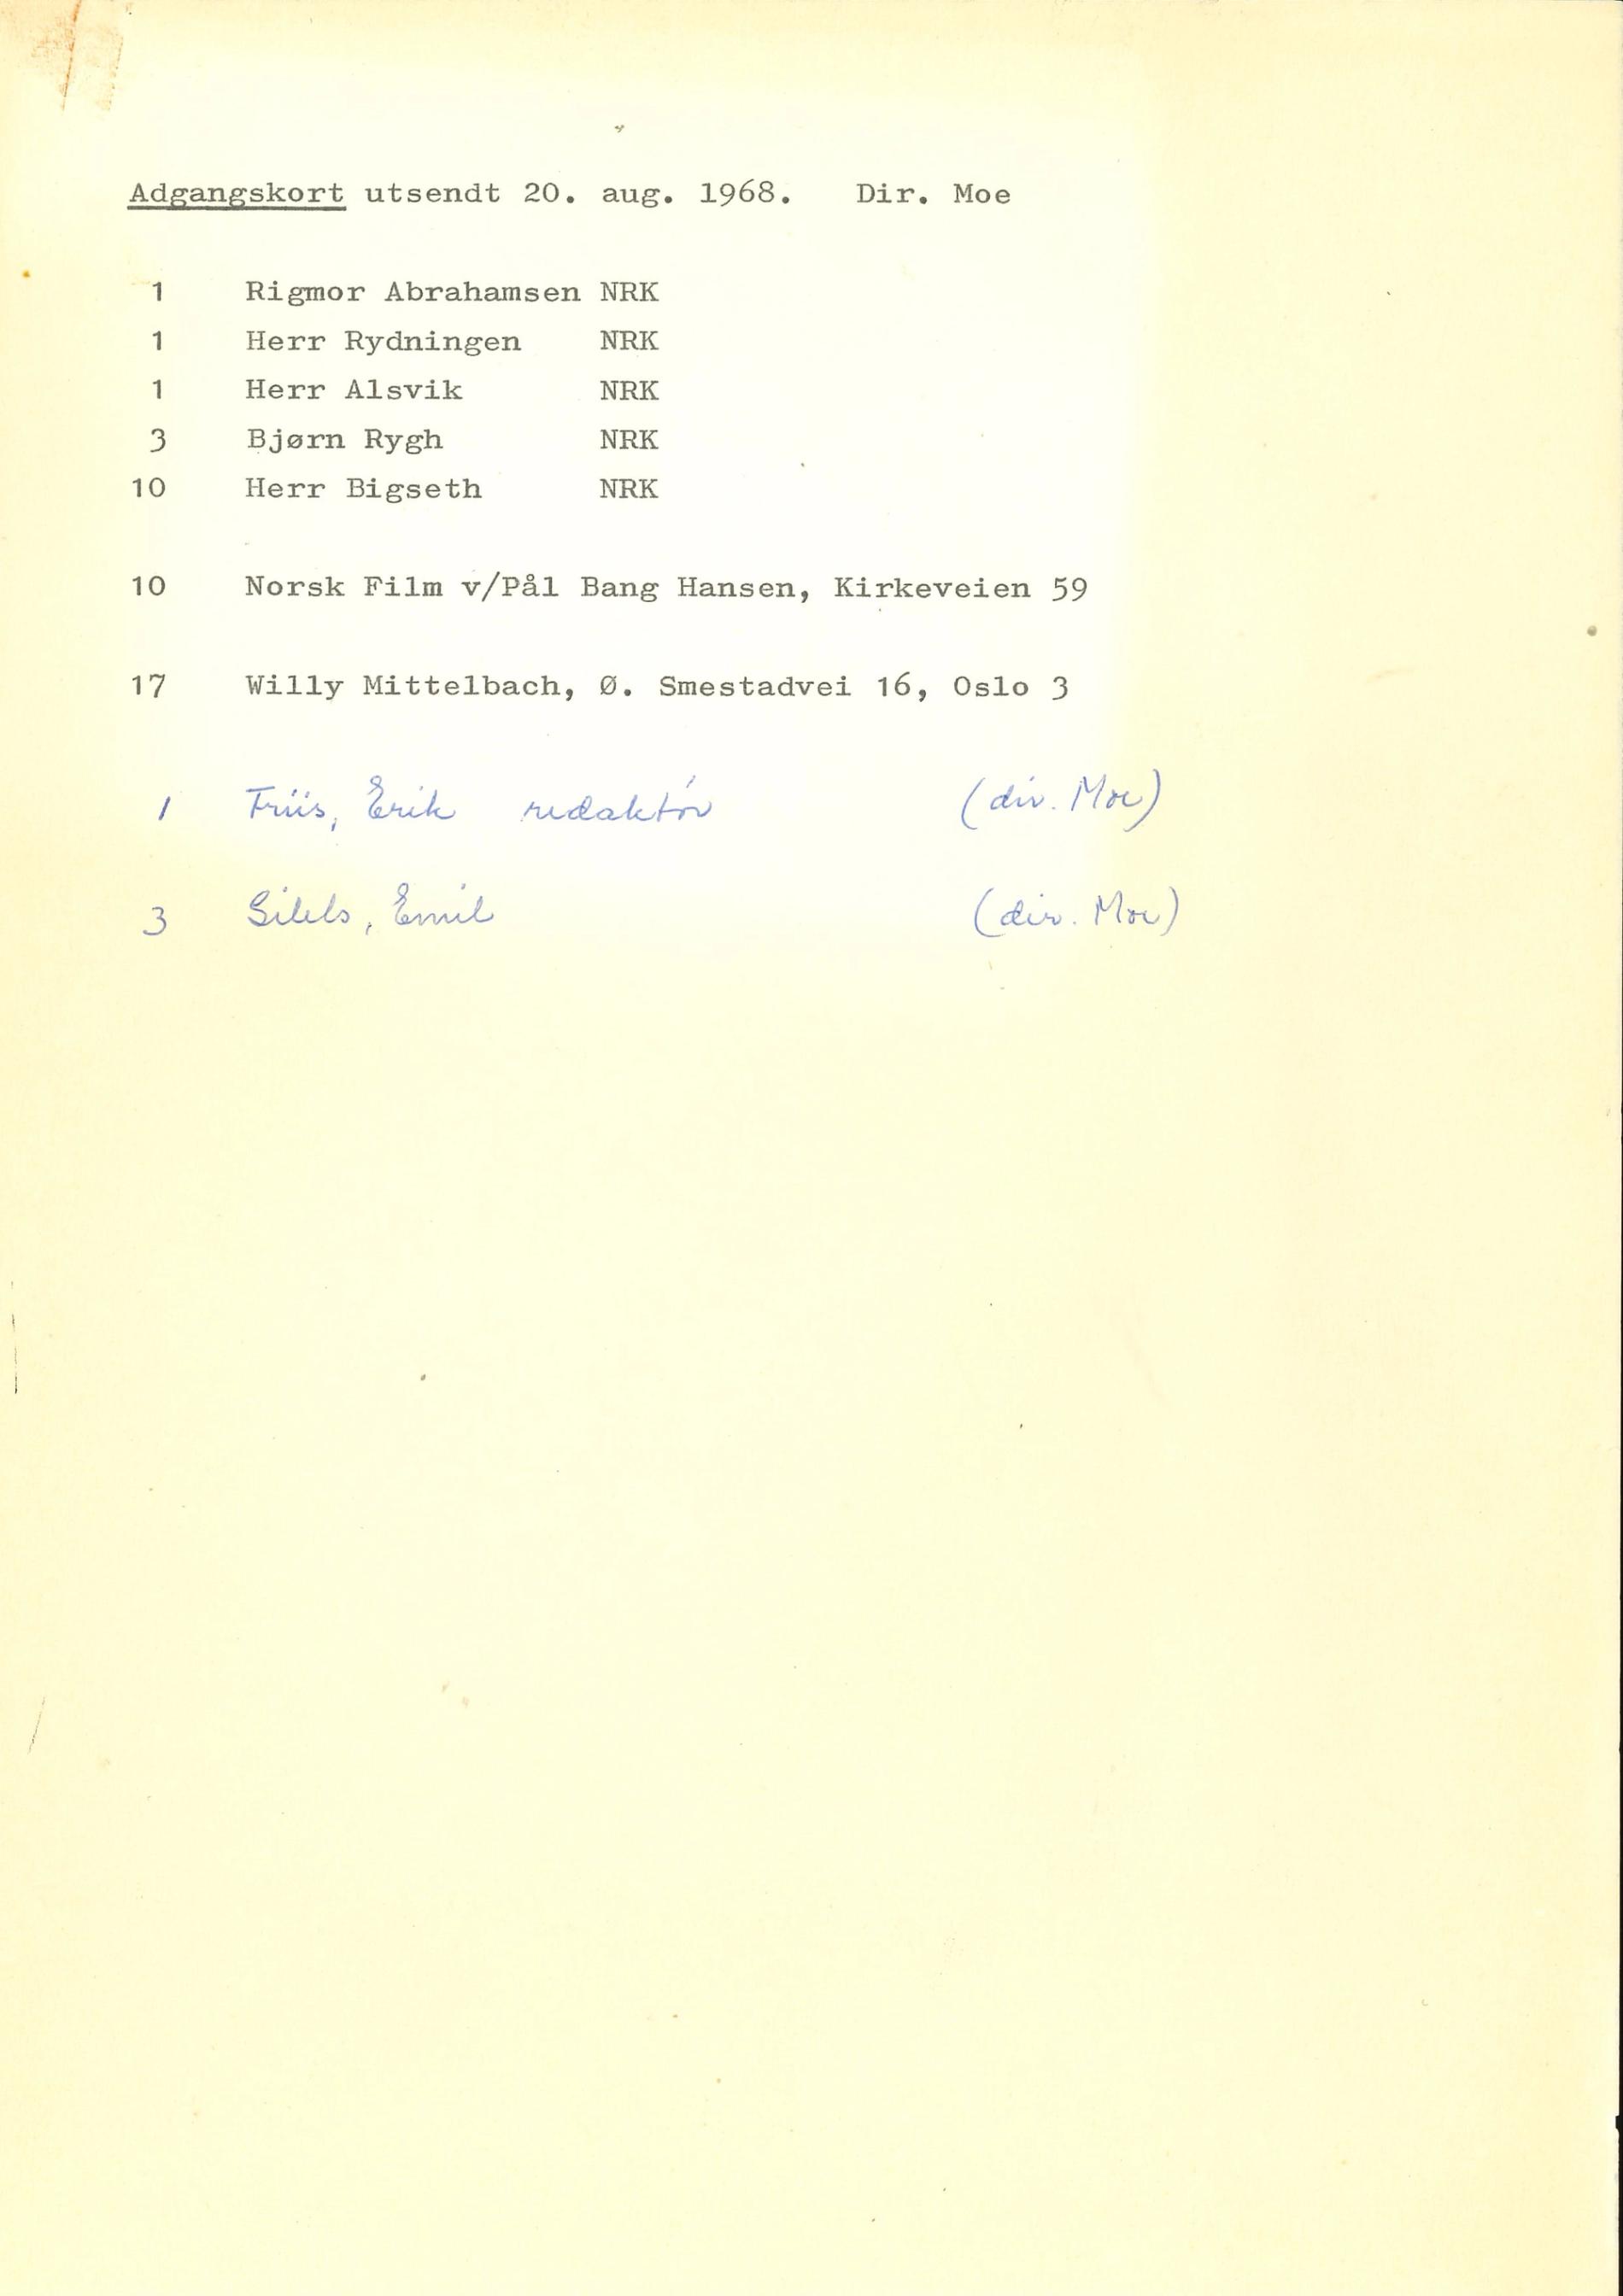 Adgangskort utsendt 20. aug. 1968. Dir. Moe
1 Rigmor Abrahamsen NRK
1 Herr Rydningen NRK
1 Herr Alsvik NRK
3 Bjørn Rygh NRK
10 Herr Bigseth NRK
10 Norsk Film v/Pål Bang Hansen, Kirkeveien 59
17 Willy Mittelbach, Ø. Smestadvei 16, Oslo 3
1 Friis, Erik redaktør (dir. Moe)
3 Gilels, Emil (dir. Moe)